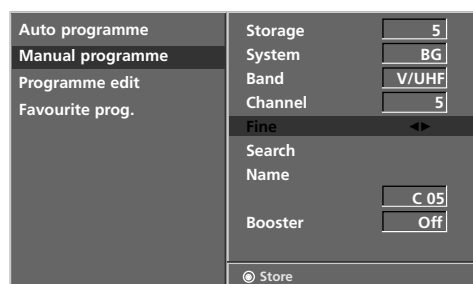 Auto programme
Manual programme
Programme edit
Favourite prog.
Storage 5
System BG
Band V/UHF
Channel 5
Fine ◀▶
Search
Name
C 05
Booster Off
◉ Store